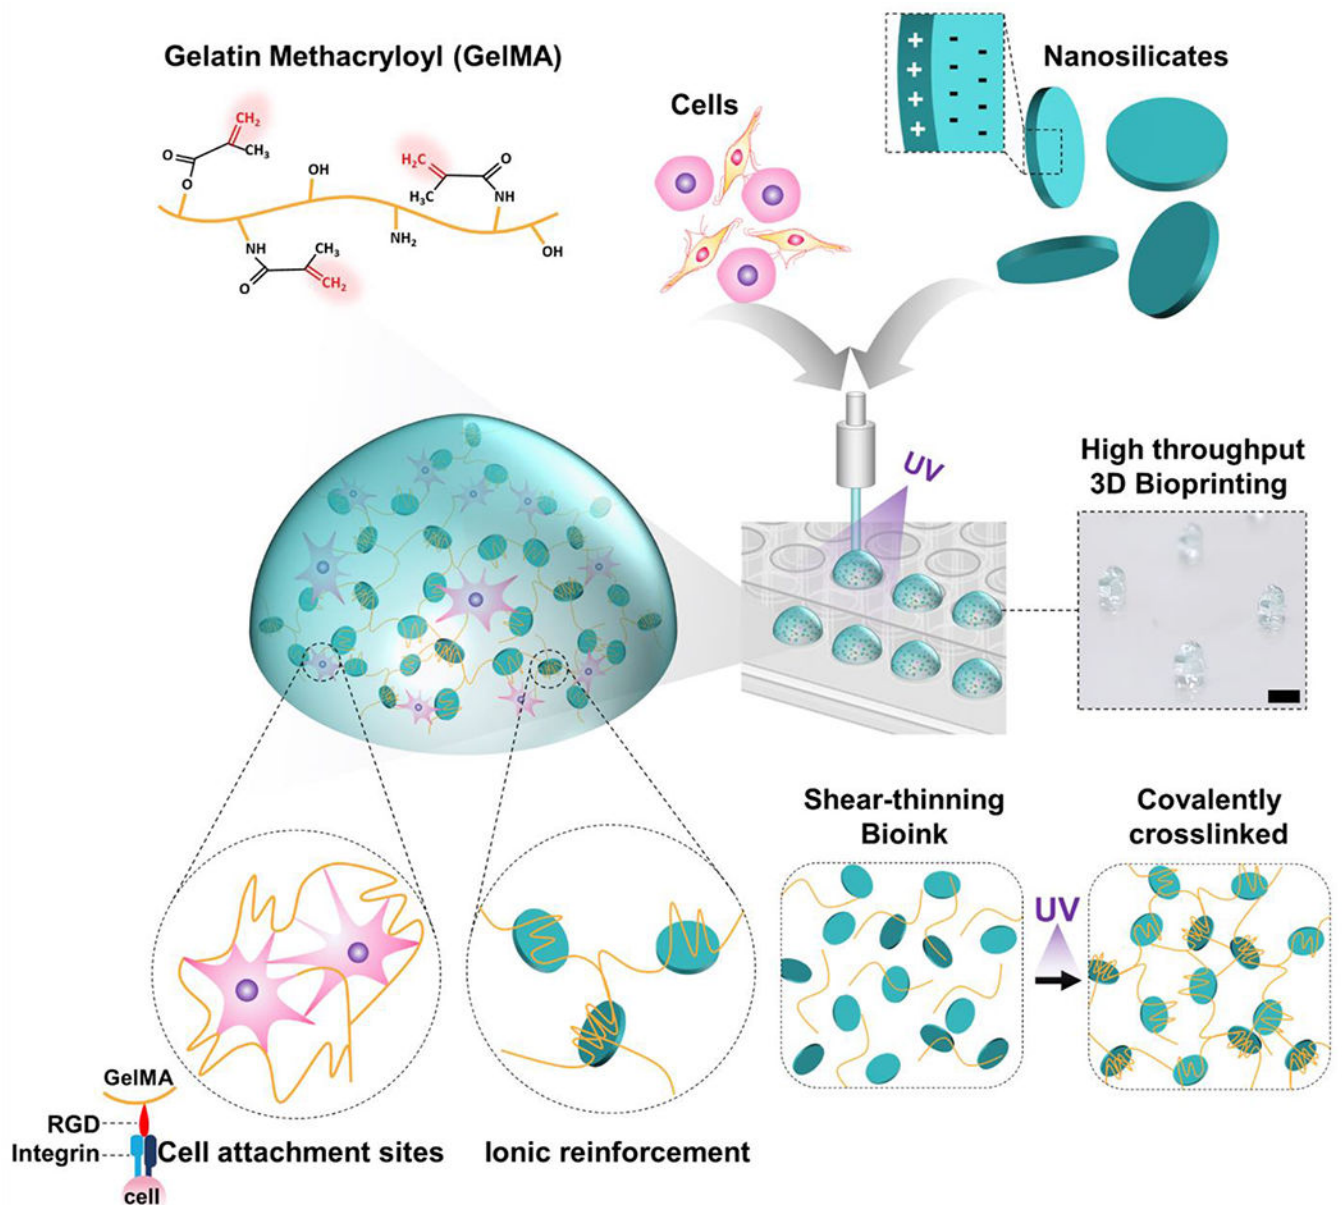 Gelatin Methacryloyl (GelMA)
Cells
Nanosilicates
+
+
+
+
-
-
-
-
-
-
-
-
CH2
O
CH3
O
OH
H2C
O
H3C
NH
NH
CH3
O
CH2
NH2
OH
UV
High throughput
3D Bioprinting
Shear-thinning
Bioink
Covalently
crosslinked
UV
GelMA
RGD
Integrin
cell
Cell attachment sites
Ionic reinforcement